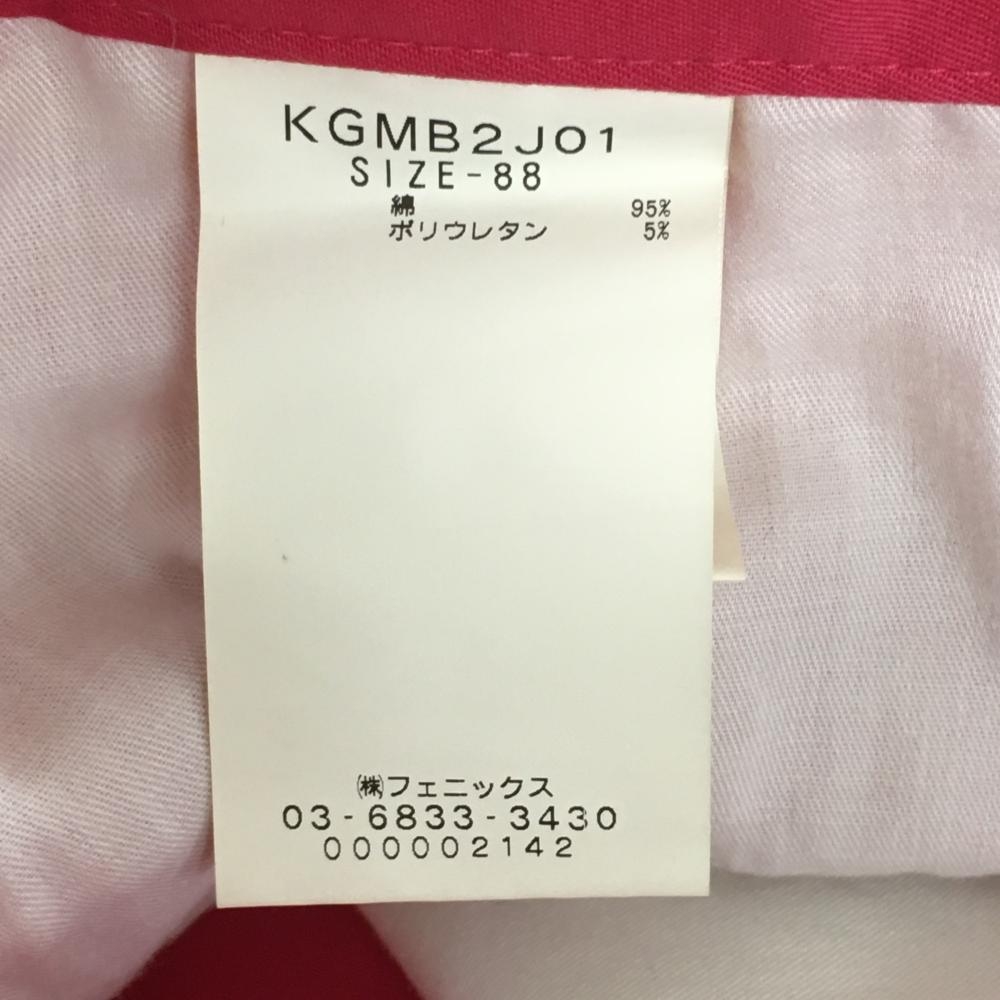 KGMB2J01
SIZE-88
綿 95%
ポリウレタン 5%
㈱フェニックス
03-6833-3430
000002142